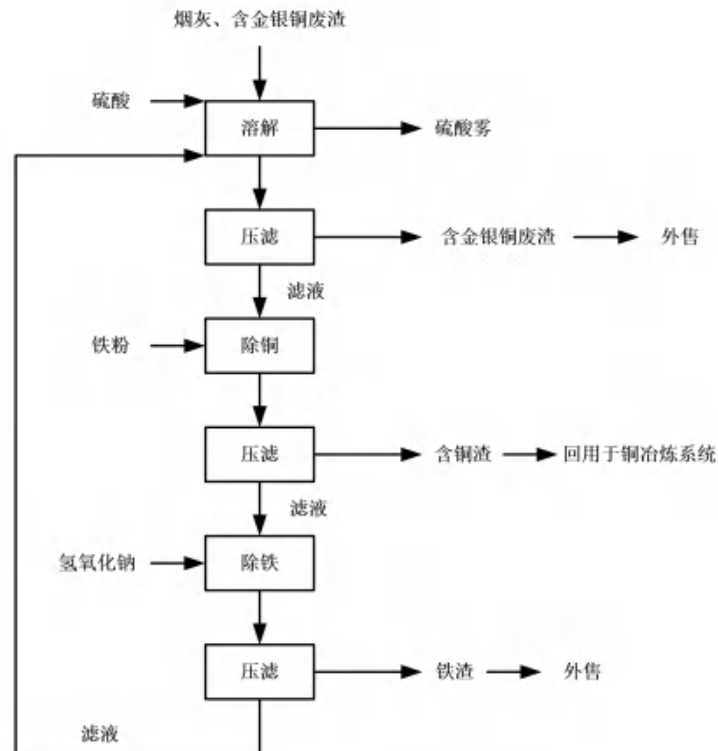 烟灰、含金银铜废渣
硫酸
溶解
硫酸雾
压滤
含金银铜废渣
外售
滤液
铁粉
除铜
压滤
含铜渣
回用于铜冶炼系统
滤液
氢氧化钠
除铁
压滤
铁渣
外售
滤液